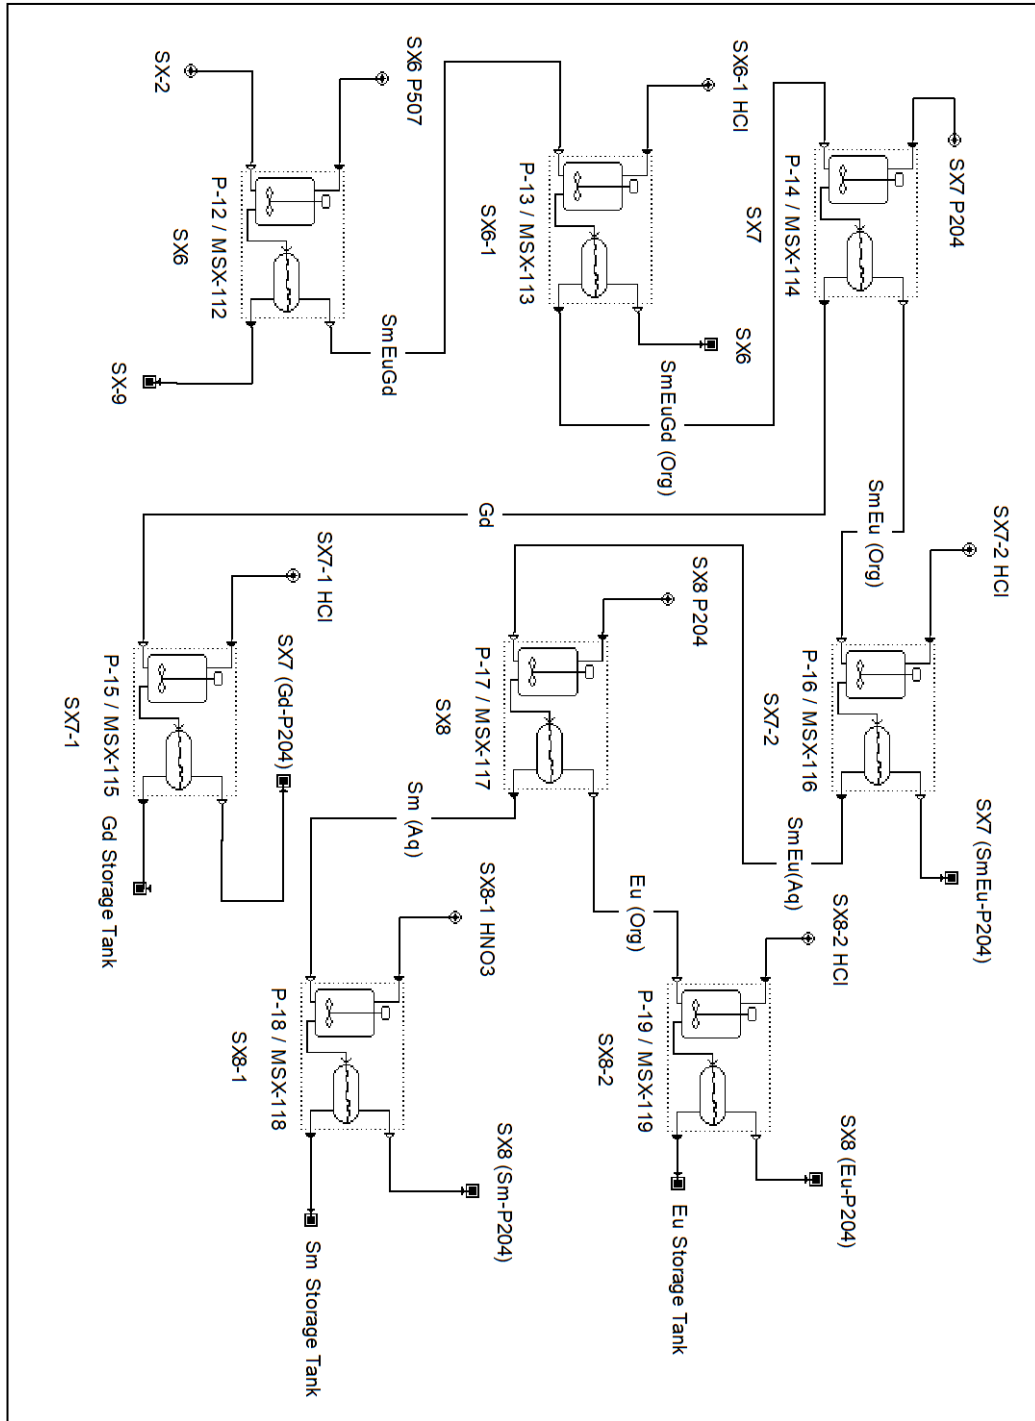 SX-2
SX6 P507
P-12 / MSX-112
SX6
SX-9
SmEuGd
SX6-1 HCl
P-13 / MSX-113
SX6-1
SX6
SmEuGd (Org)
SX7 P204
P-14 / MSX-114
SX7
SmEu (Org)
Gd
SX7-1 HCl
P-15 / MSX-115
SX7-1
SX7 (Gd-P204)
Gd Storage Tank
SX7-2 HCl
P-16 / MSX-116
SX7-2
SX7 (SmEu-P204)
SmEu(Aq)
SX8 P204
P-17 / MSX-117
SX8
Sm (Aq)
Eu (Org)
SX8-1 HNO3
P-18 / MSX-118
SX8-1
SX8 (Sm-P204)
Sm Storage Tank
SX8-2 HCl
P-19 / MSX-119
SX8-2
SX8 (Eu-P204)
Eu Storage Tank